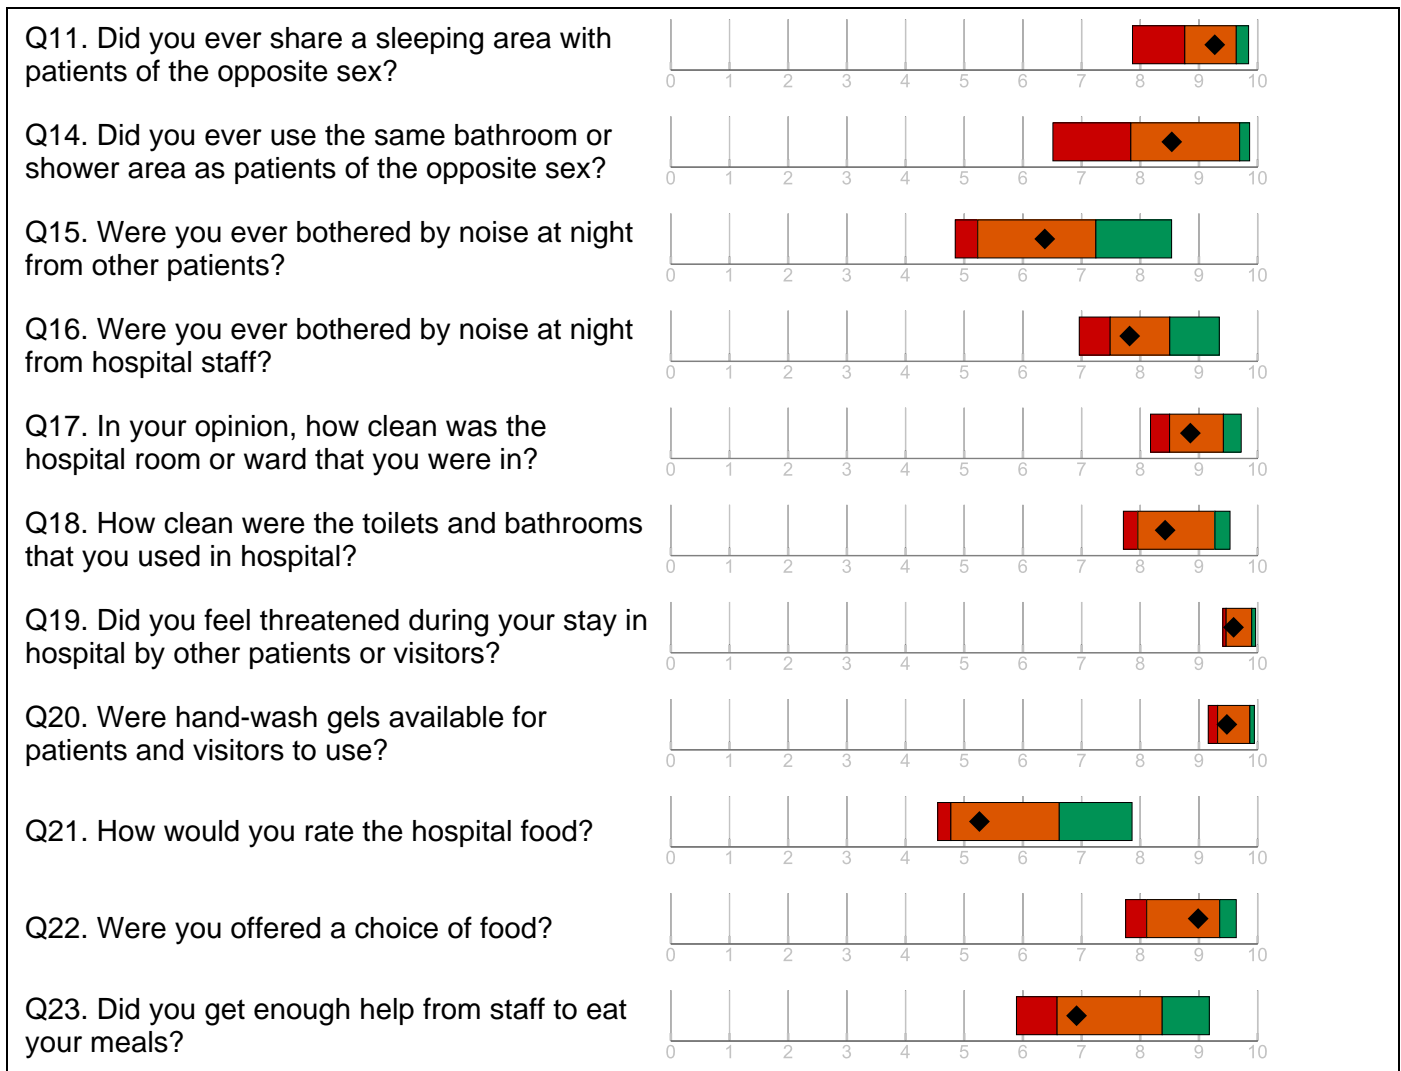 Q11. Did you ever share a sleeping area with
patients of the opposite sex?
0 1 2 3 4 5 6 7 8 9 10
Q14. Did you ever use the same bathroom or
shower area as patients of the opposite sex?
0 1 2 3 4 5 6 7 8 9 10
Q15. Were you ever bothered by noise at night
from other patients?
0 1 2 3 4 5 6 7 8 9 10
Q16. Were you ever bothered by noise at night
from hospital staff?
0 1 2 3 4 5 6 7 8 9 10
Q17. In your opinion, how clean was the
hospital room or ward that you were in?
0 1 2 3 4 5 6 7 8 9 10
Q18. How clean were the toilets and bathrooms
that you used in hospital?
0 1 2 3 4 5 6 7 8 9 10
Q19. Did you feel threatened during your stay in
hospital by other patients or visitors?
0 1 2 3 4 5 6 7 8 9 10
Q20. Were hand-wash gels available for
patients and visitors to use?
0 1 2 3 4 5 6 7 8 9 10
Q21. How would you rate the hospital food?
0 1 2 3 4 5 6 7 8 9 10
Q22. Were you offered a choice of food?
0 1 2 3 4 5 6 7 8 9 10
Q23. Did you get enough help from staff to eat
your meals?
0 1 2 3 4 5 6 7 8 9 10